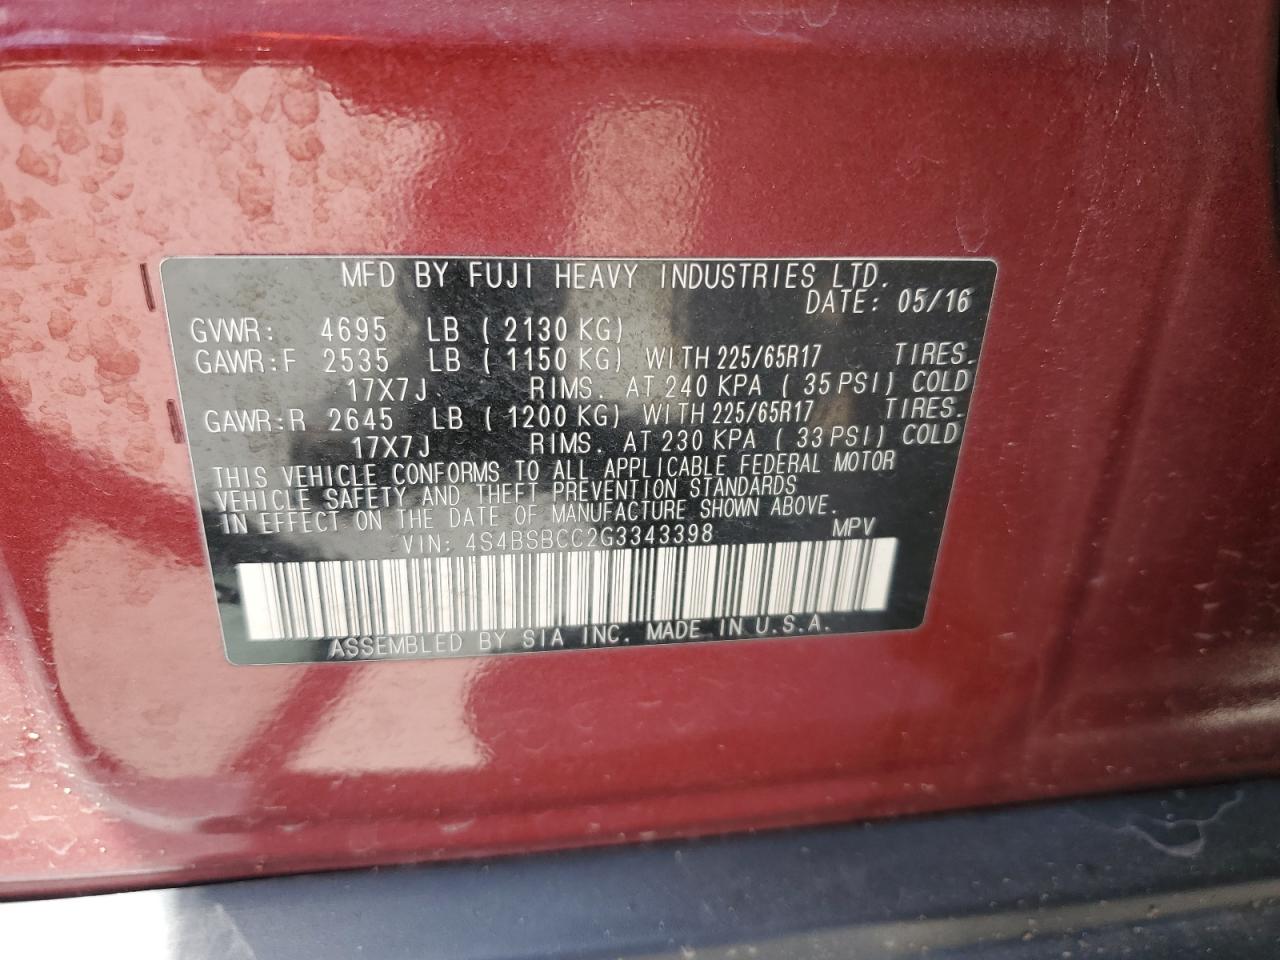 MFD BY FUJI HEAVY INDUSTRIES LTD.
DATE: 05/16
GVWR: 4695 LB ( 2130 KG)
GAWR:F 2535 LB ( 1150 KG) WITH 225/65R17 TIRES.
17X7J RIMS. AT 240 KPA ( 35 PSI) COLD
GAWR:R 2645 LB ( 1200 KG) WITH 225/65R17 TIRES.
17X7J RIMS. AT 230 KPA ( 33 PSI) COLD
THIS VEHICLE CONFORMS TO ALL APPLICABLE FEDERAL MOTOR
VEHICLE SAFETY AND THEFT PREVENTION STANDARDS
IN EFFECT ON THE DATE OF MANUFACTURE SHOWN ABOVE.
VIN: 4S4BSBCC2G3343398 MPV
ASSEMBLED BY SIA INC. MADE IN U.S.A.